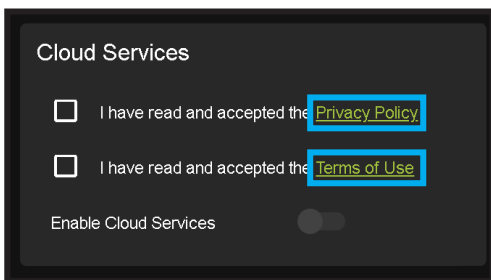 Cloud Services
I have read and accepted the Privacy Policy
I have read and accepted the Terms of Use
Enable Cloud Services